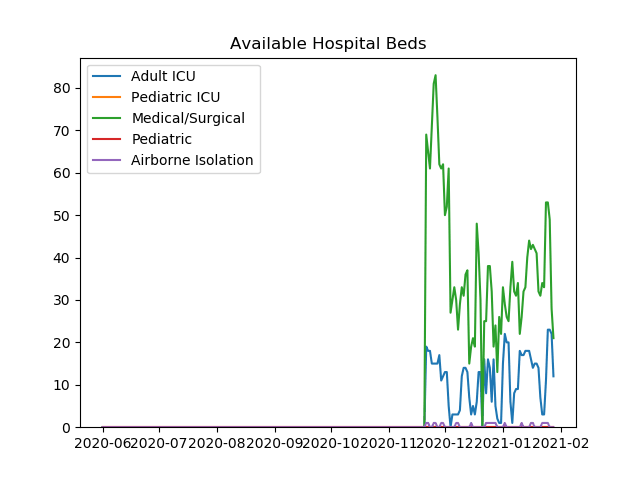 Available Hospital Beds
Adult ICU
Pediatric ICU
Medical/Surgical
Pediatric
Airborne Isolation
80
70
60
50
40
30
20
10
0
2020-06 2020-07 2020-08 2020-09 2020-10 2020-11 2020-12 2021-01 2021-02